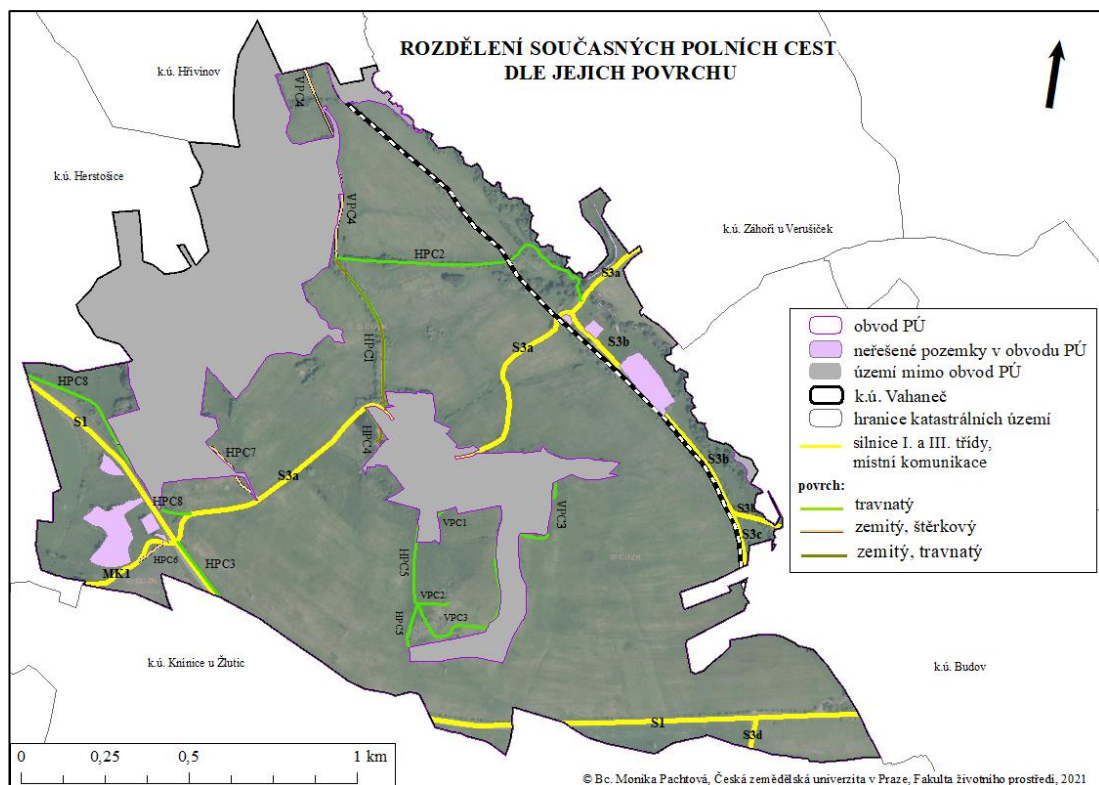 ROZDĚLENÍ SOUČASNÝCH POLNÍCH CEST
DLE JEJICH POVRCHU
k.ú. Hřivínov
k.ú. Herstošice
k.ú. Záhoří u Verušiček
k.ú. Knínice u Žlutic
k.ú. Budov
VPC4
VPC4
HPC2
S3a
HPC1
S3a
S3b
HPC8
S1
HPC4
HPC7
S3a
S3b
HPC8
VPC1
VPC3
S3b
S3c
HPC6
HPC3
MK1
HPC5
VPC2
VPC3
HPC5
S1
S3d
obvod PÚ
neřešené pozemky v obvodu PÚ
území mimo obvod PÚ
k.ú. Vahaneč
hranice katastrálních území
silnice I. a III. třídy,
místní komunikace
povrch:
travnatý
zemitý, štěrkový
zemitý, travnatý
0 0,25 0,5 1 km
© Bc. Monika Pachtová, Česká zemědělská univerzita v Praze, Fakulta životního prostředí, 2021